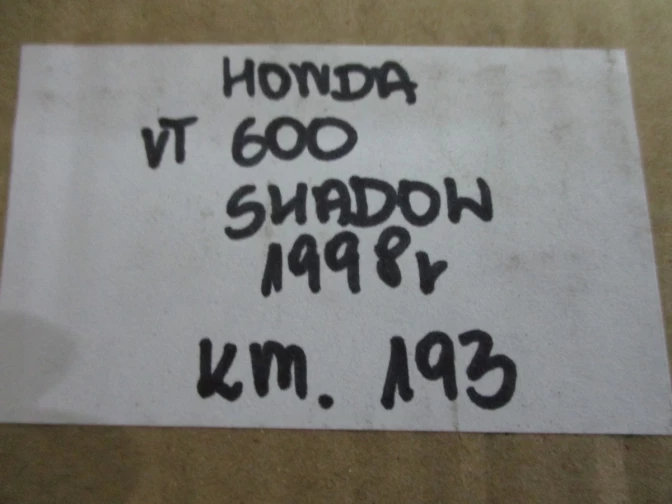 HONDA
VT 600
SHADOW
1998r
km. 193